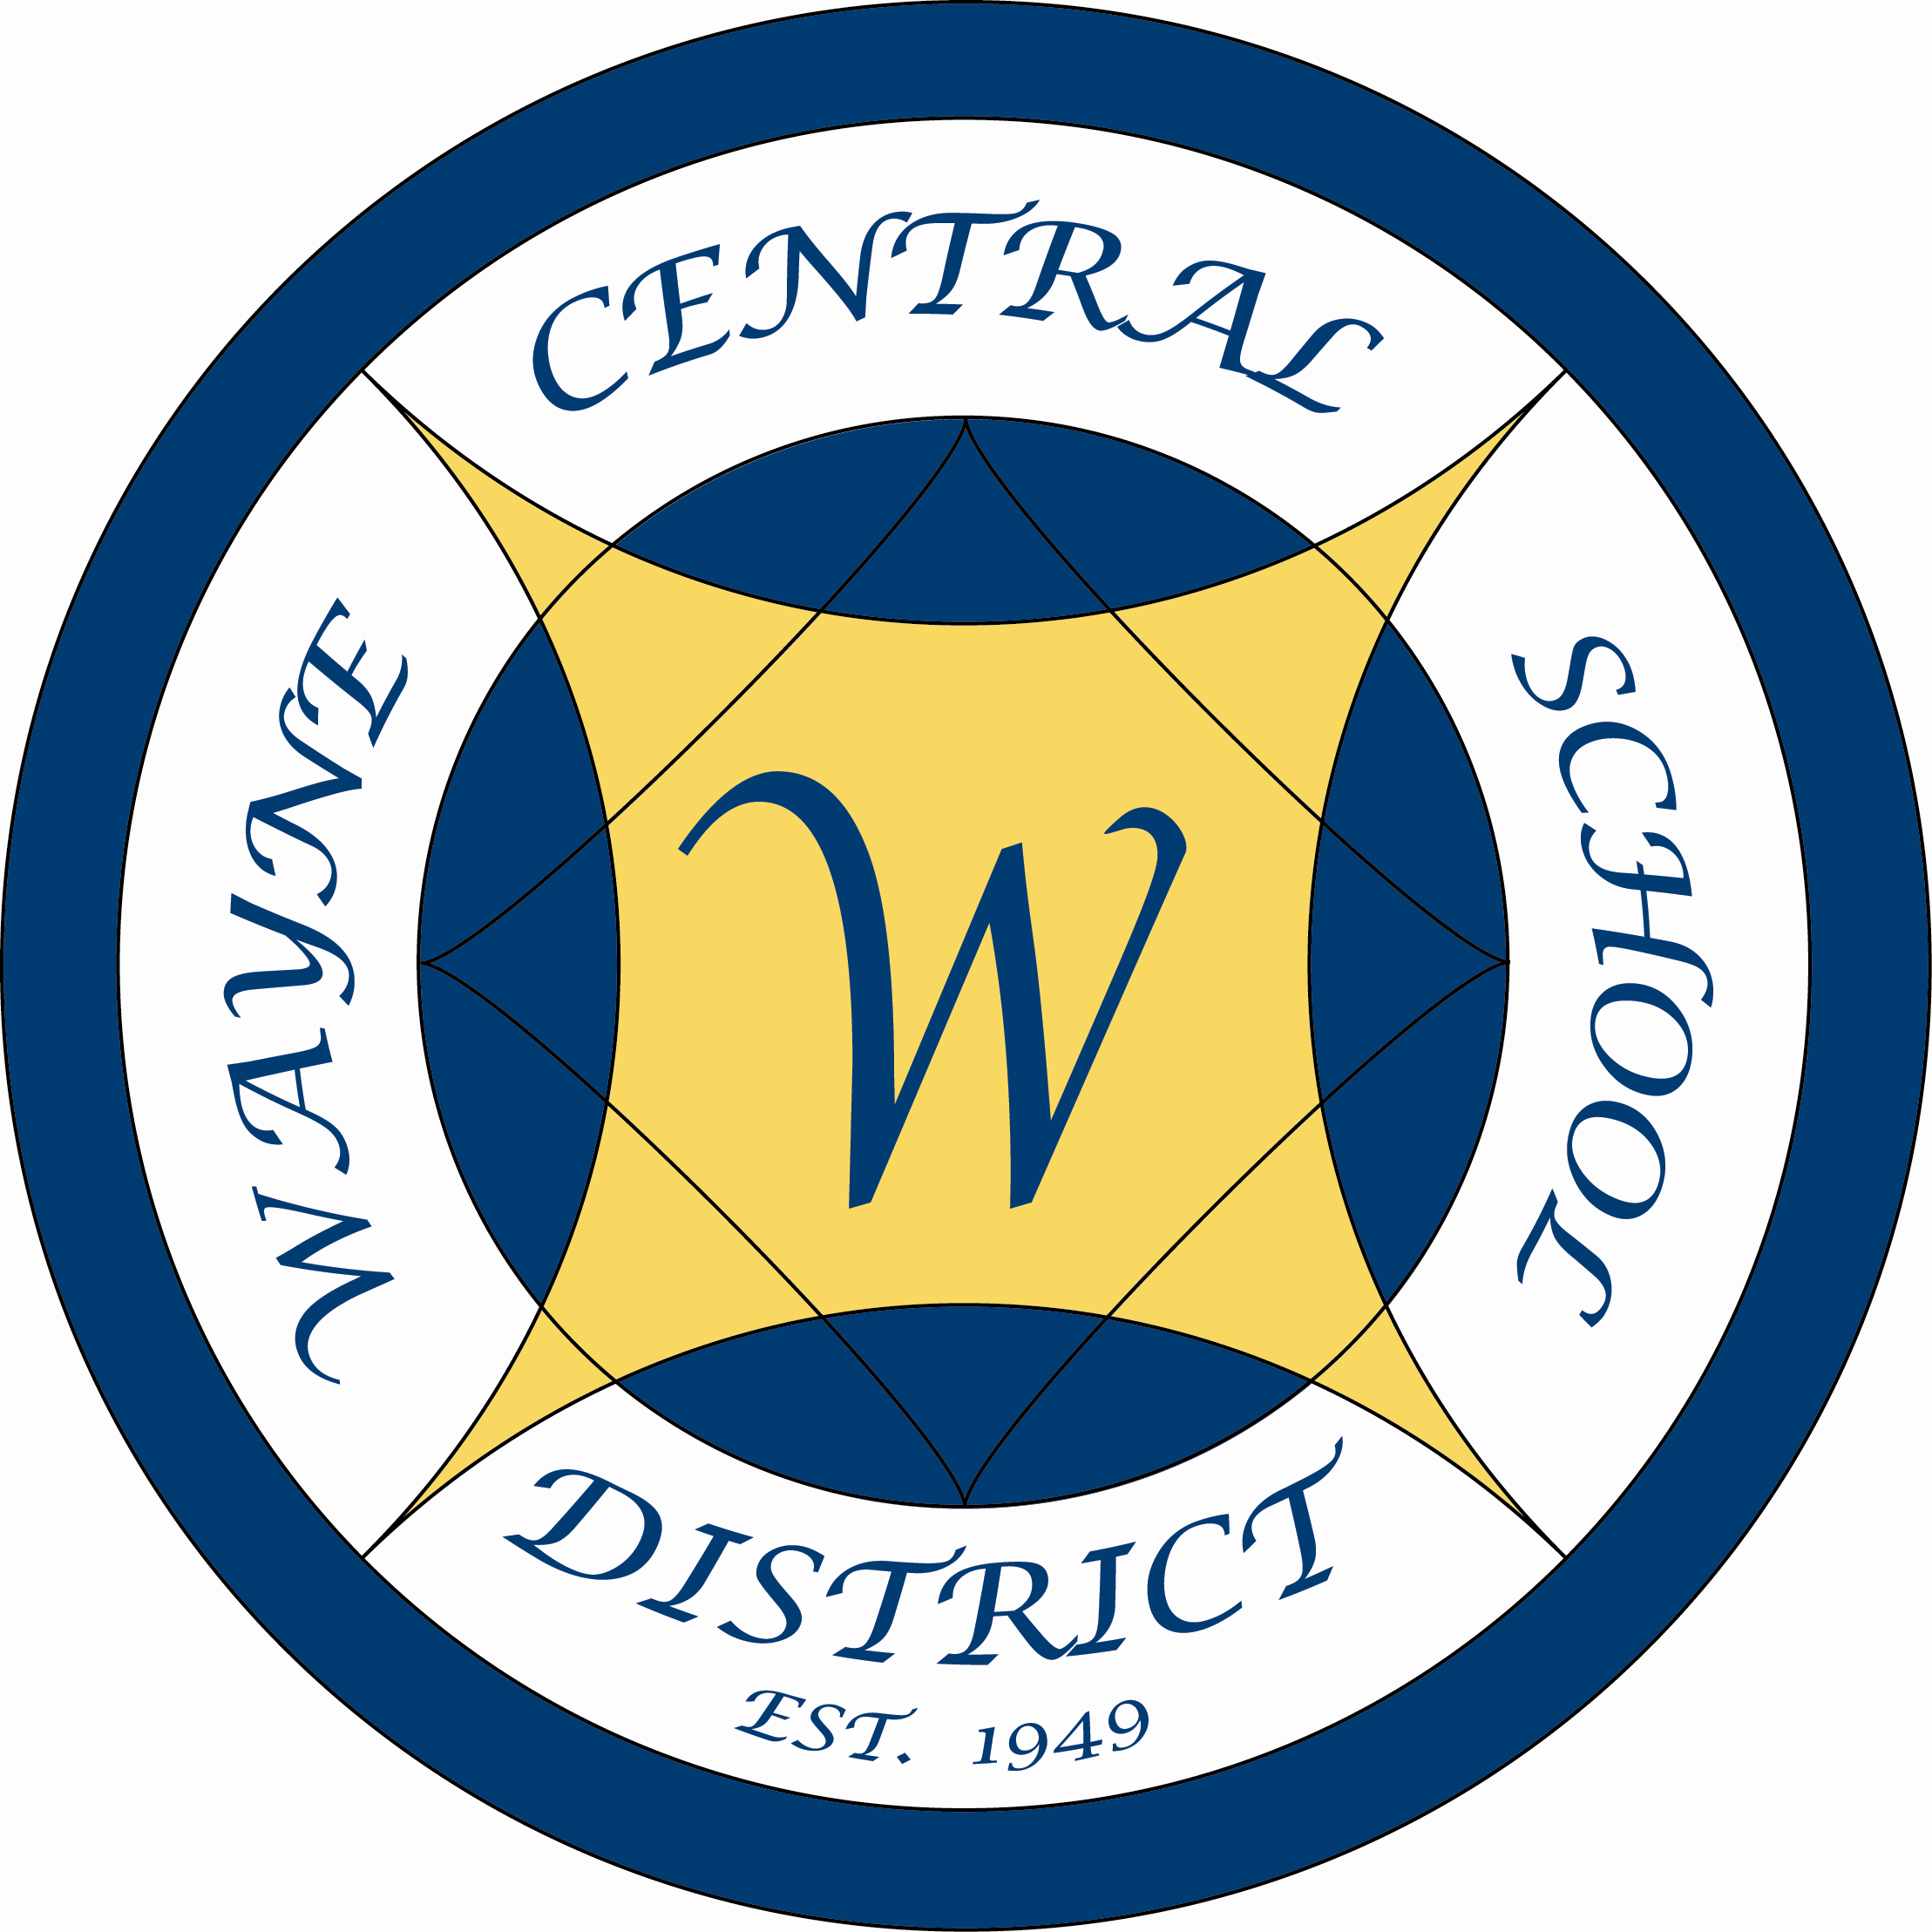 WAYNE
CENTRAL
SCHOOL
DISTRICT
EST. 1949
W